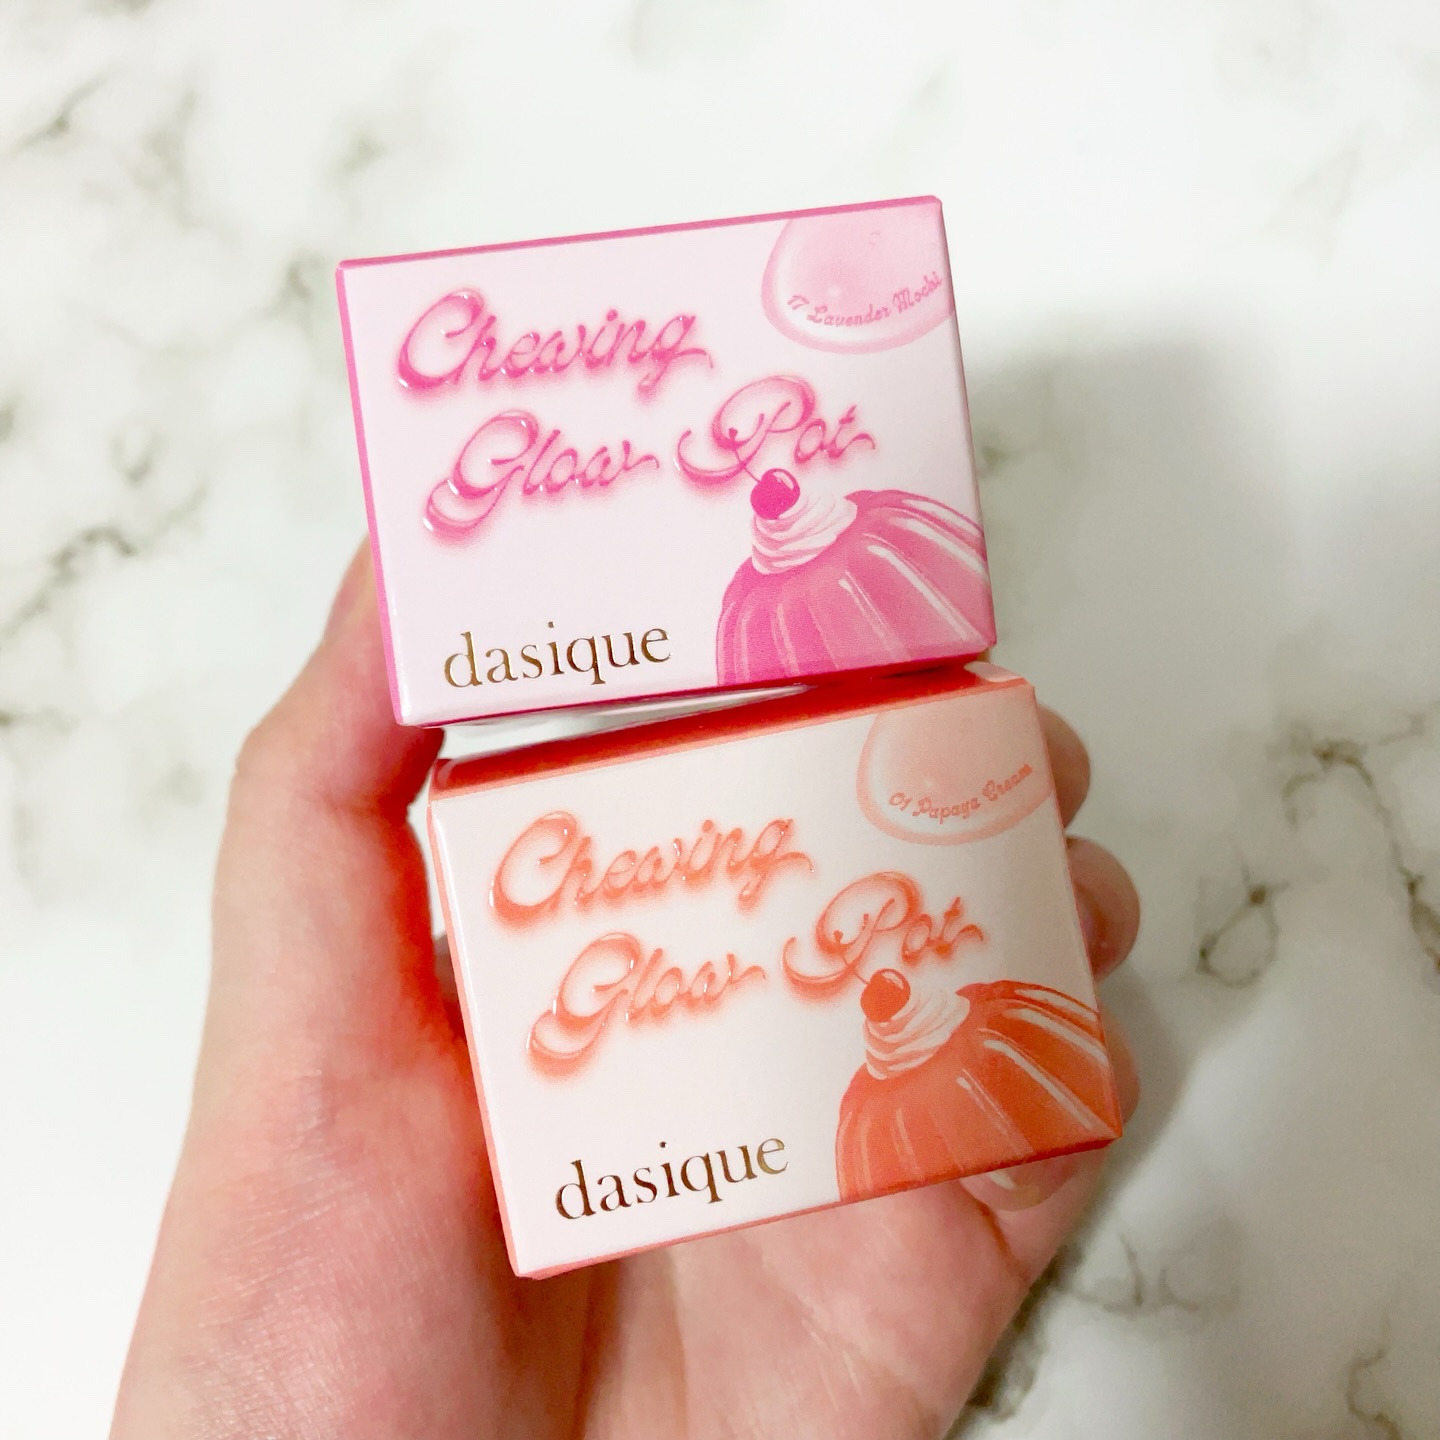 17 Lavender Mochi
Chewing
Glow Pot
dasique
01 Papaya Cream
Chewing
Glow Pot
dasique